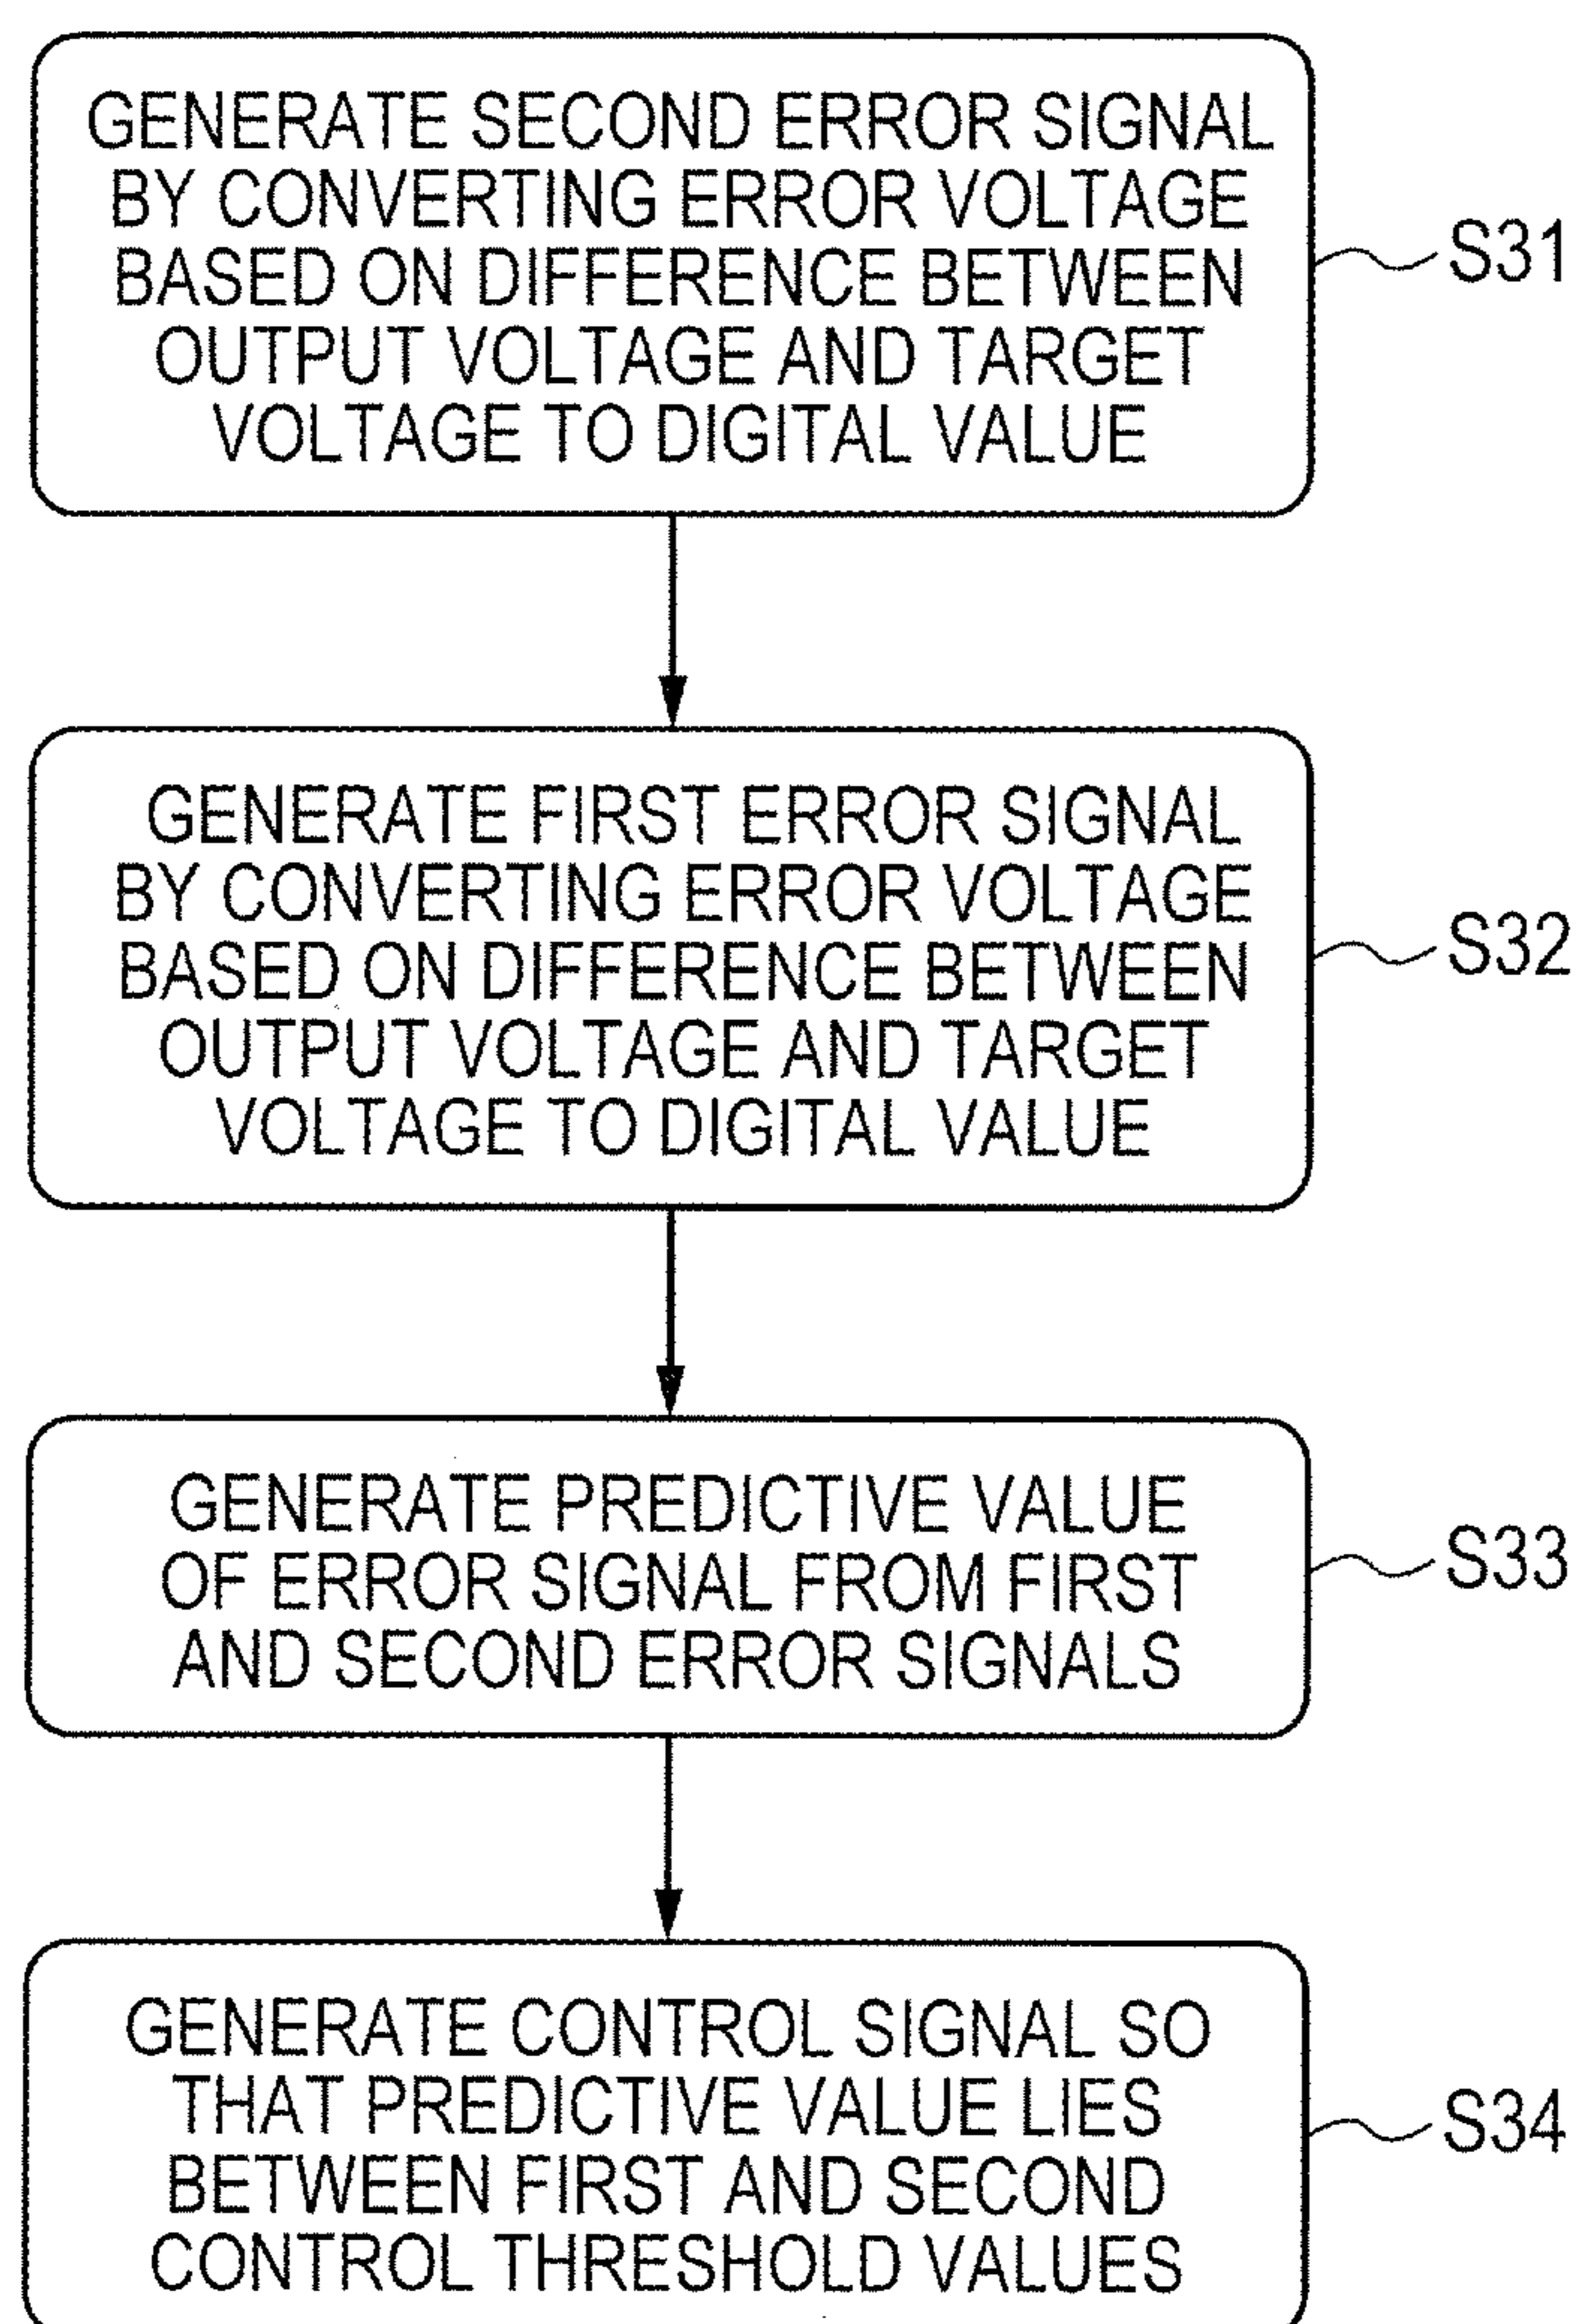 GENERATE SECOND ERROR SIGNAL
BY CONVERTING ERROR VOLTAGE
BASED ON DIFFERENCE BETWEEN
OUTPUT VOLTAGE AND TARGET
VOLTAGE TO DIGITAL VALUE
S31
GENERATE FIRST ERROR SIGNAL
BY CONVERTING ERROR VOLTAGE
BASED ON DIFFERENCE BETWEEN
OUTPUT VOLTAGE AND TARGET
VOLTAGE TO DIGITAL VALUE
S32
GENERATE PREDICTIVE VALUE
OF ERROR SIGNAL FROM FIRST
AND SECOND ERROR SIGNALS
S33
GENERATE CONTROL SIGNAL SO
THAT PREDICTIVE VALUE LIES
BETWEEN FIRST AND SECOND
CONTROL THRESHOLD VALUES
S34